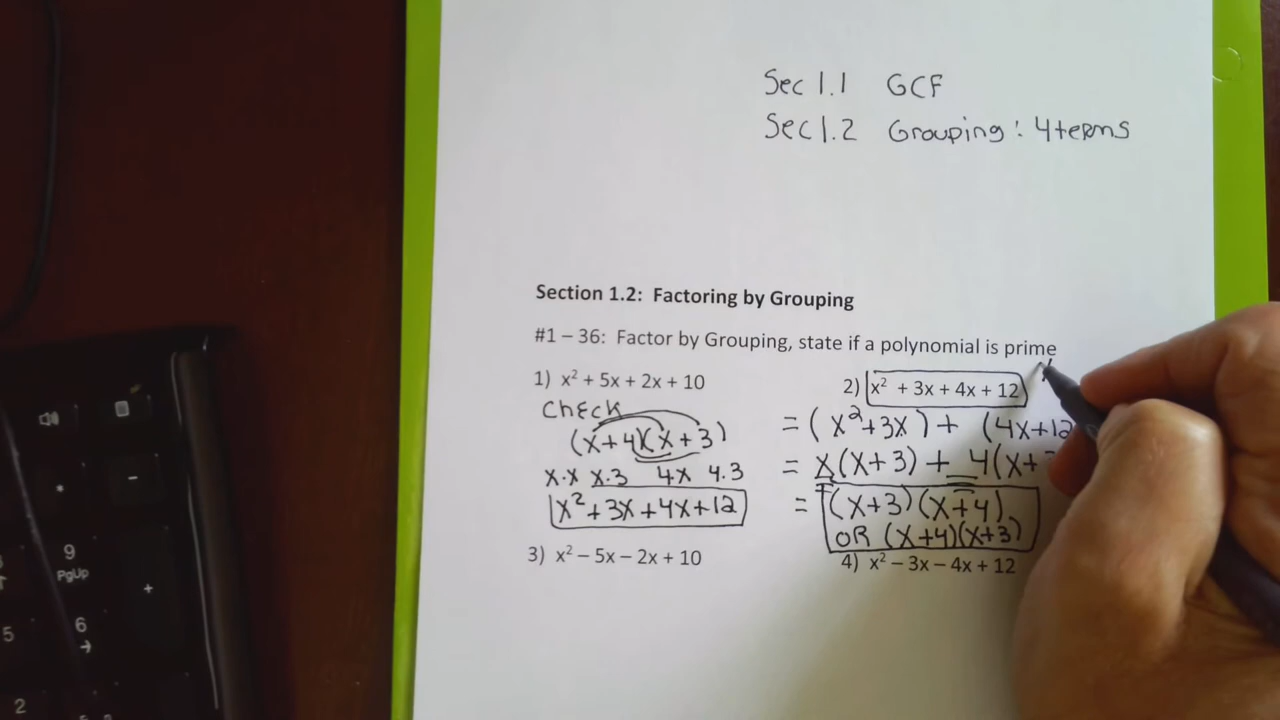 Sec 1.1 GCF
Sec 1.2 Grouping: 4 terms
Section 1.2: Factoring by Grouping
#1 – 36: Factor by Grouping, state if a polynomial is prime
1) x² + 5x + 2x + 10
Check
(x+4)(x+3)
x·x x·3 4x 4·3
x²+3x+4x+12
2) x² + 3x + 4x + 12
= (x²+3x) + (4x+12
= x(x+3) + 4(x+
= (x+3)(x+4)
OR (x+4)(x+3)
3) x² – 5x – 2x + 10
4) x² – 3x – 4x + 12
*
-
9
PgUp
+
5
6
→
2